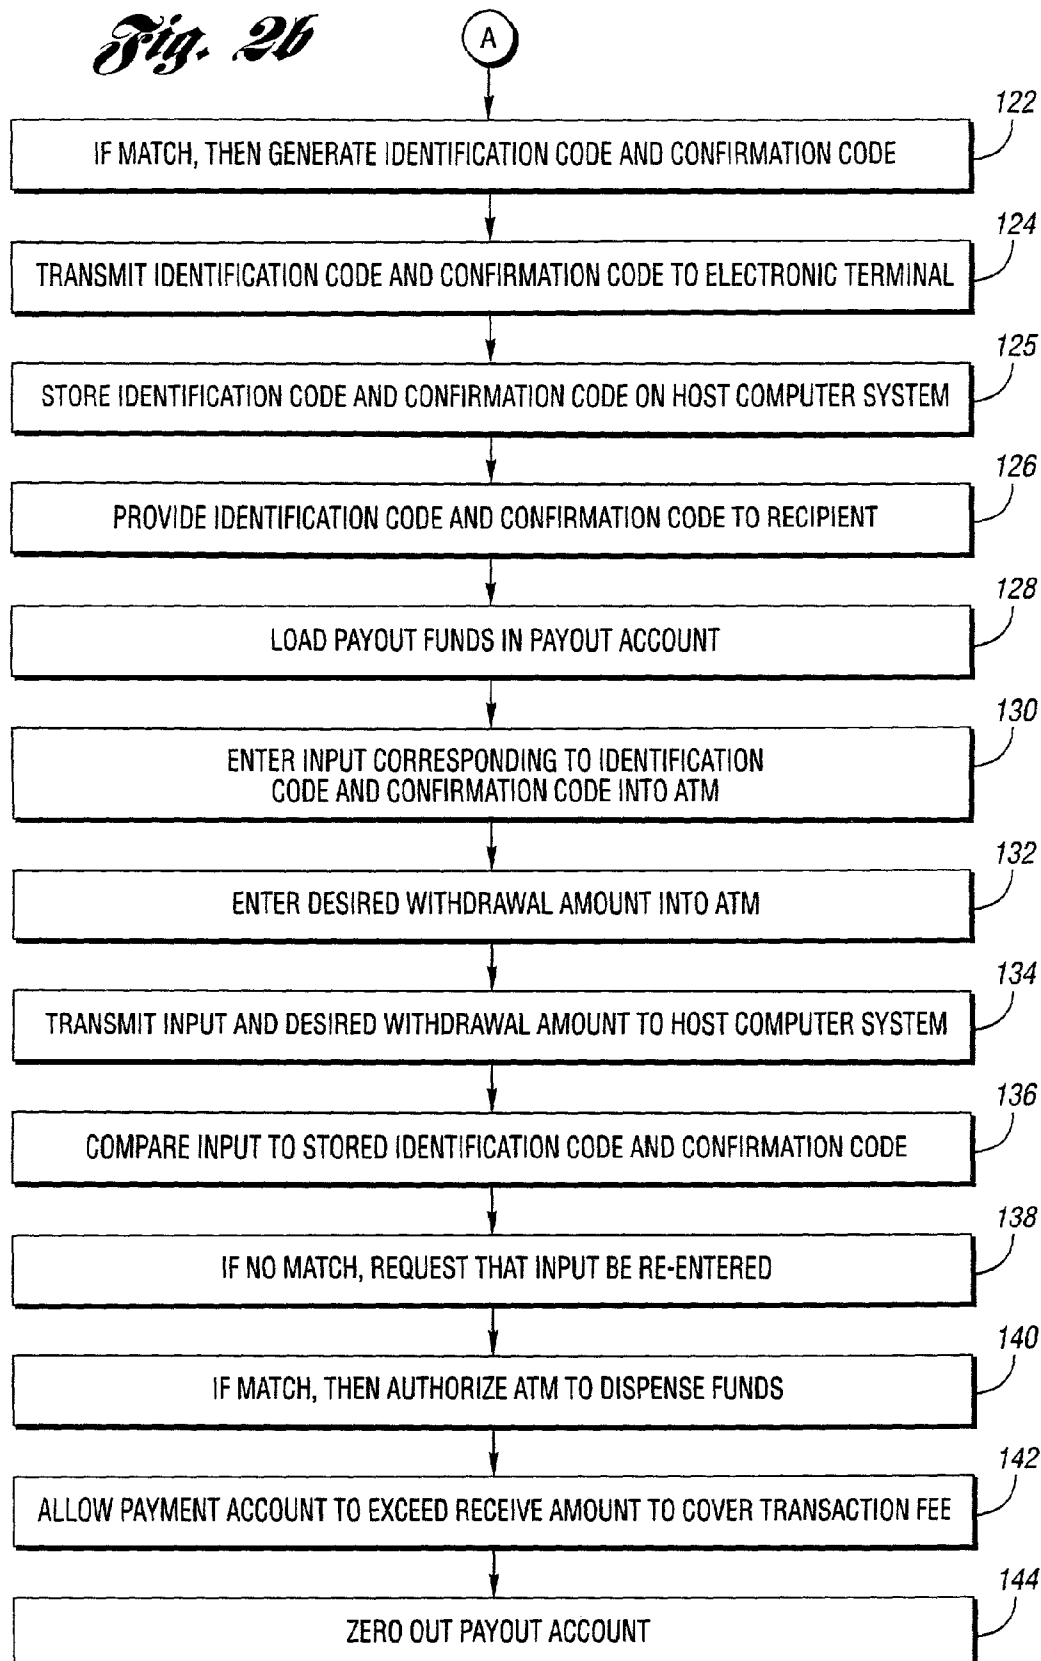 Fig. 2b
A
122
IF MATCH, THEN GENERATE IDENTIFICATION CODE AND CONFIRMATION CODE
124
TRANSMIT IDENTIFICATION CODE AND CONFIRMATION CODE TO ELECTRONIC TERMINAL
125
STORE IDENTIFICATION CODE AND CONFIRMATION CODE ON HOST COMPUTER SYSTEM
126
PROVIDE IDENTIFICATION CODE AND CONFIRMATION CODE TO RECIPIENT
128
LOAD PAYOUT FUNDS IN PAYOUT ACCOUNT
130
ENTER INPUT CORRESPONDING TO IDENTIFICATION
CODE AND CONFIRMATION CODE INTO ATM
132
ENTER DESIRED WITHDRAWAL AMOUNT INTO ATM
134
TRANSMIT INPUT AND DESIRED WITHDRAWAL AMOUNT TO HOST COMPUTER SYSTEM
136
COMPARE INPUT TO STORED IDENTIFICATION CODE AND CONFIRMATION CODE
138
IF NO MATCH, REQUEST THAT INPUT BE RE-ENTERED
140
IF MATCH, THEN AUTHORIZE ATM TO DISPENSE FUNDS
142
ALLOW PAYMENT ACCOUNT TO EXCEED RECEIVE AMOUNT TO COVER TRANSACTION FEE
144
ZERO OUT PAYOUT ACCOUNT